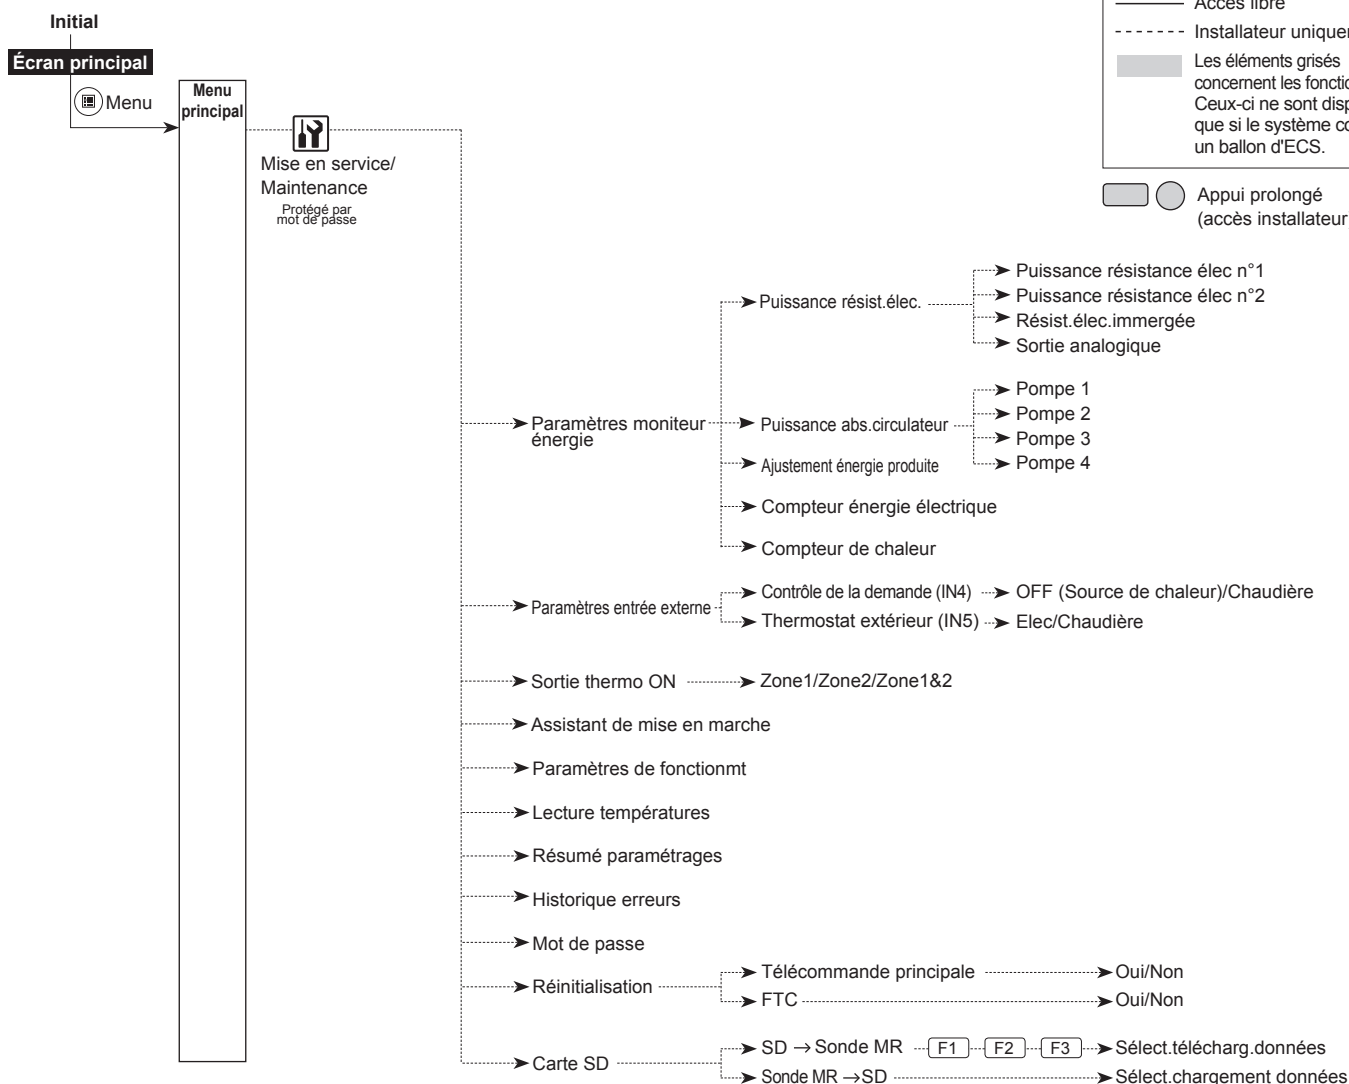 Initial
Écran principal
Menu
Menu
principal
Mise en service/
Maintenance
Protégé par
mot de passe
Accès libre
Installateur
Les éléments grisés
concernent les
Ceux-ci ne sont
que si le système
un ballon d'ECS.
Appui prolongé
(accès installateur
Puissance résist.élec.
Puissance résistance élec n°1
Puissance résistance élec n°2
Résist.élec.immergée
Sortie analogique
Paramètres moniteur
énergie
Puissance abs.circulateur
Pompe 1
Pompe 2
Pompe 3
Pompe 4
Ajustement énergie produite
Compteur énergie électrique
Compteur de chaleur
Paramètres entrée externe
Contrôle de la demande (IN4)
OFF (Source de chaleur)/Chaudière
Thermostat extérieur (IN5)
Elec/Chaudière
Sortie thermo ON
Zone1/Zone2/Zone1&2
Assistant de mise en marche
Paramètres de fonctionmt
Lecture températures
Résumé paramétrages
Historique erreurs
Mot de passe
Réinitialisation
Télécommande principale
Oui/Non
FTC
Oui/Non
Carte SD
SD → Sonde MR
F1
F2
F3
Sélect.télécharg.données
Sonde MR → SD
Sélect.chargement données